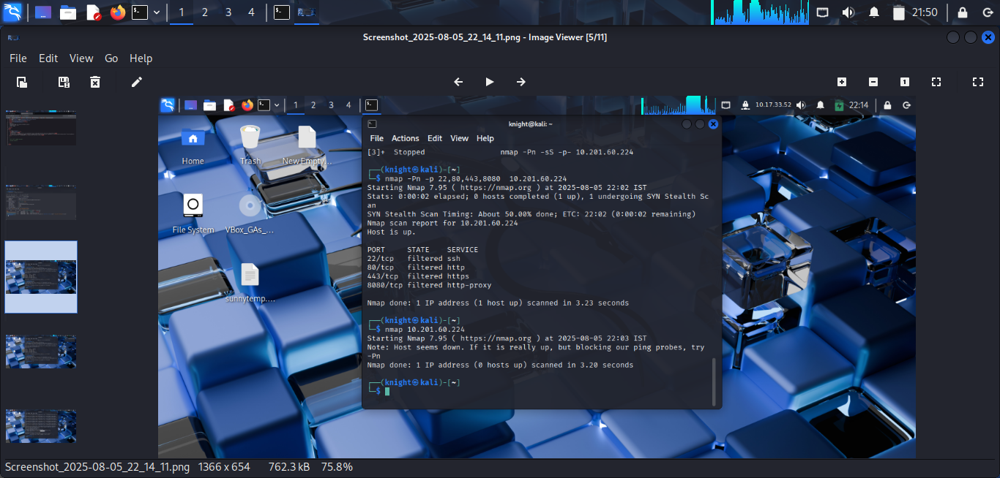 1 2 3 4 21:50
Screenshot_2025-08-05_22_14_11.png - Image Viewer [5/11]
File Edit View Go Help
1 2 3 4 10.17.33.52 22:14
Home
Trash
New Empty...
File System
VBox_GAs_...
sunnytemp....
knight@kali: ~
File Actions Edit View Help
[3]+  Stopped                 nmap -Pn -sS -p- 10.201.60.224
┌──(knight㉿kali)-[~]
└─$ nmap -Pn -p 22,80,443,8080  10.201.60.224
Starting Nmap 7.95 ( https://nmap.org ) at 2025-08-05 22:02 IST
Stats: 0:00:02 elapsed; 0 hosts completed (1 up), 1 undergoing SYN Stealth Sc
an
SYN Stealth Scan Timing: About 50.00% done; ETC: 22:02 (0:00:02 remaining)
Nmap scan report for 10.201.60.224
Host is up.
PORT     STATE    SERVICE
22/tcp   filtered ssh
80/tcp   filtered http
443/tcp  filtered https
8080/tcp filtered http-proxy
Nmap done: 1 IP address (1 host up) scanned in 3.23 seconds
┌──(knight㉿kali)-[~]
└─$ nmap 10.201.60.224
Starting Nmap 7.95 ( https://nmap.org ) at 2025-08-05 22:03 IST
Note: Host seems down. If it is really up, but blocking our ping probes, try
-Pn
Nmap done: 1 IP address (0 hosts up) scanned in 3.20 seconds
┌──(knight㉿kali)-[~]
└─$
Screenshot_2025-08-05_22_14_11.png 1366 x 654 762.3 kB 75.8%